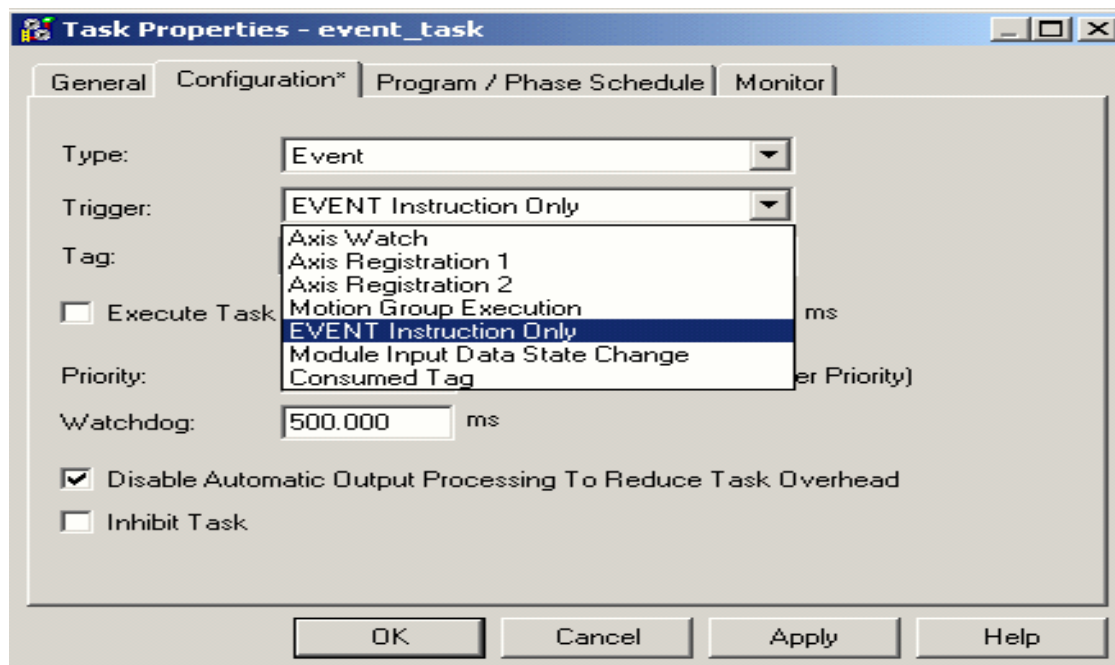 Task Properties - event_task
General Configuration* Program / Phase Schedule Monitor
Type: Event
Trigger: EVENT Instruction Only
Axis Watch
Tag:
Axis Registration 1
Axis Registration 2
Motion Group Execution
Execute Task ms
EVENT Instruction Only
Module Input Data State Change
Priority: Consumed Tag er Priority)
Watchdog: 500.000 ms
Disable Automatic Output Processing To Reduce Task Overhead
Inhibit Task
OK Cancel Apply Help